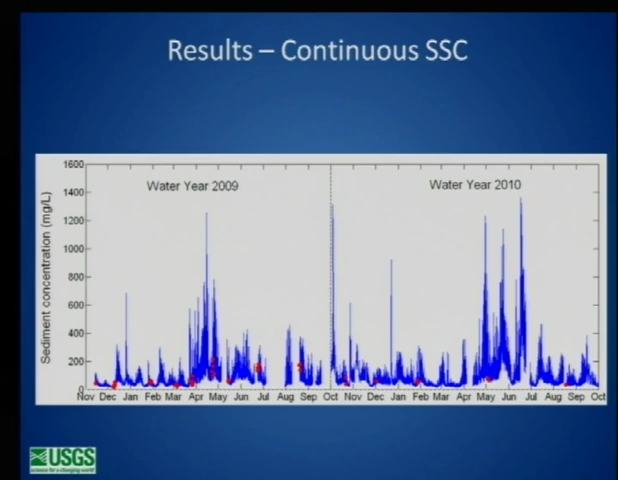 Results – Continuous SSC
Sediment concentration (mg/L)
1600
1400
1200
1000
800
600
400
200
0
Water Year 2009
Water Year 2010
Nov Dec Jan Feb Mar Apr May Jun Jul Aug Sep Oct Nov Dec Jan Feb Mar Apr May Jun Jul Aug Sep Oct
USGS
science for a changing world